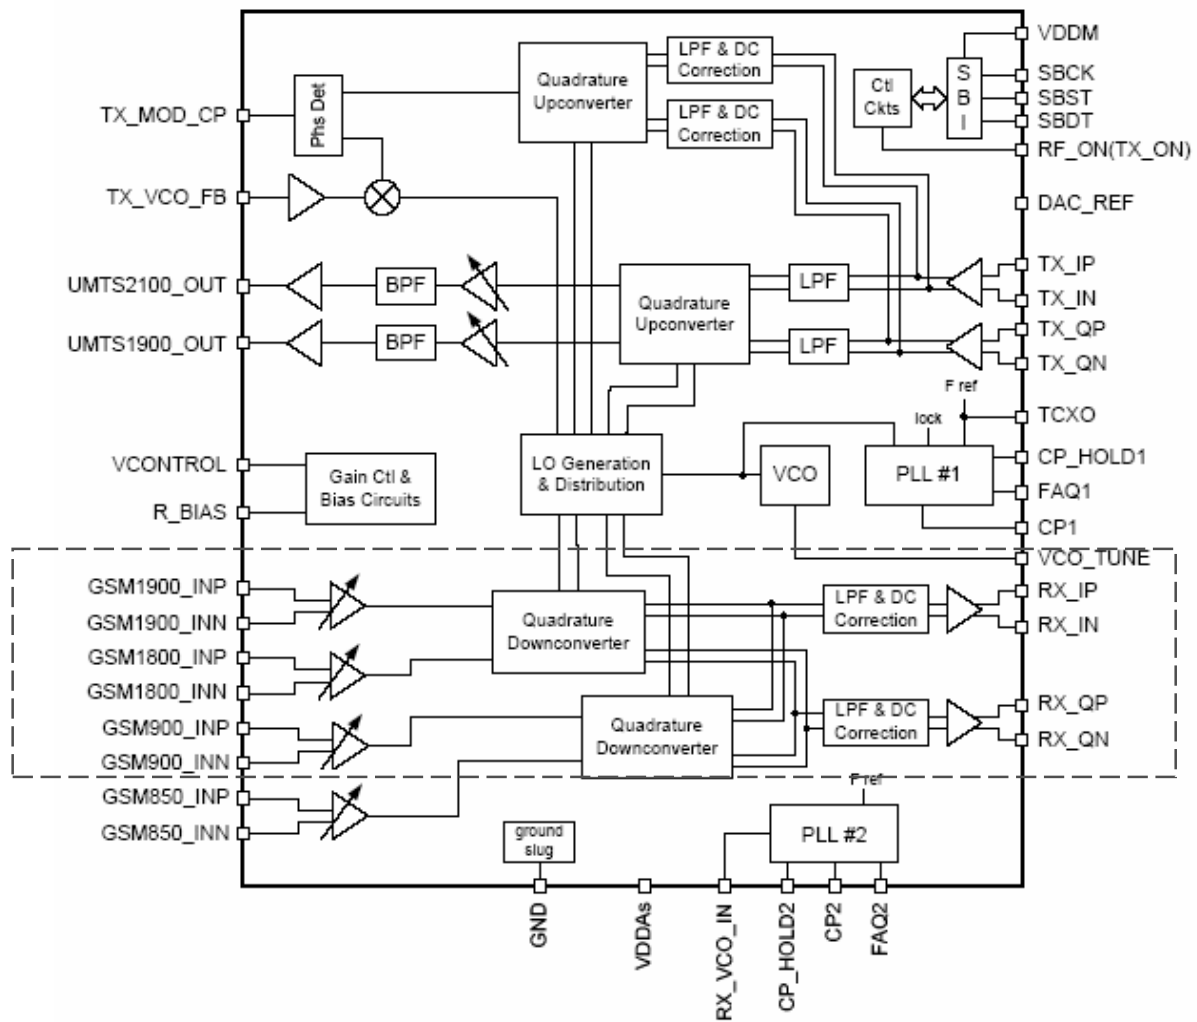 VDDM
LPF & DC
Correction
Quadrature
Upconverter
S
B
I
SBCK
Ctl
Ckts
SBST
TX_MOD_CP
Phs Det
LPF & DC
Correction
SBDT
RF_ON(TX_ON)
TX_VCO_FB
DAC_REF
TX_IP
UMTS2100_OUT
BPF
LPF
TX_IN
Quadrature
Upconverter
TX_QP
UMTS1900_OUT
BPF
LPF
TX_QN
F ref
lock
TCXO
VCONTROL
Gain Ctl &
Bias Circuits
LO Generation
& Distribution
VCO
PLL #1
CP_HOLD1
FAQ1
R_BIAS
CP1
VCO_TUNE
GSM1900_INP
RX_IP
LPF & DC
Correction
GSM1900_INN
Quadrature
Downconverter
RX_IN
GSM1800_INP
GSM1800_INN
RX_QP
GSM900_INP
Quadrature
Downconverter
LPF & DC
Correction
RX_QN
GSM900_INN
F ref
GSM850_INP
GSM850_INN
ground
slug
PLL #2
GND
VDDAs
RX_VCO_IN
CP_HOLD2
CP2
FAQ2